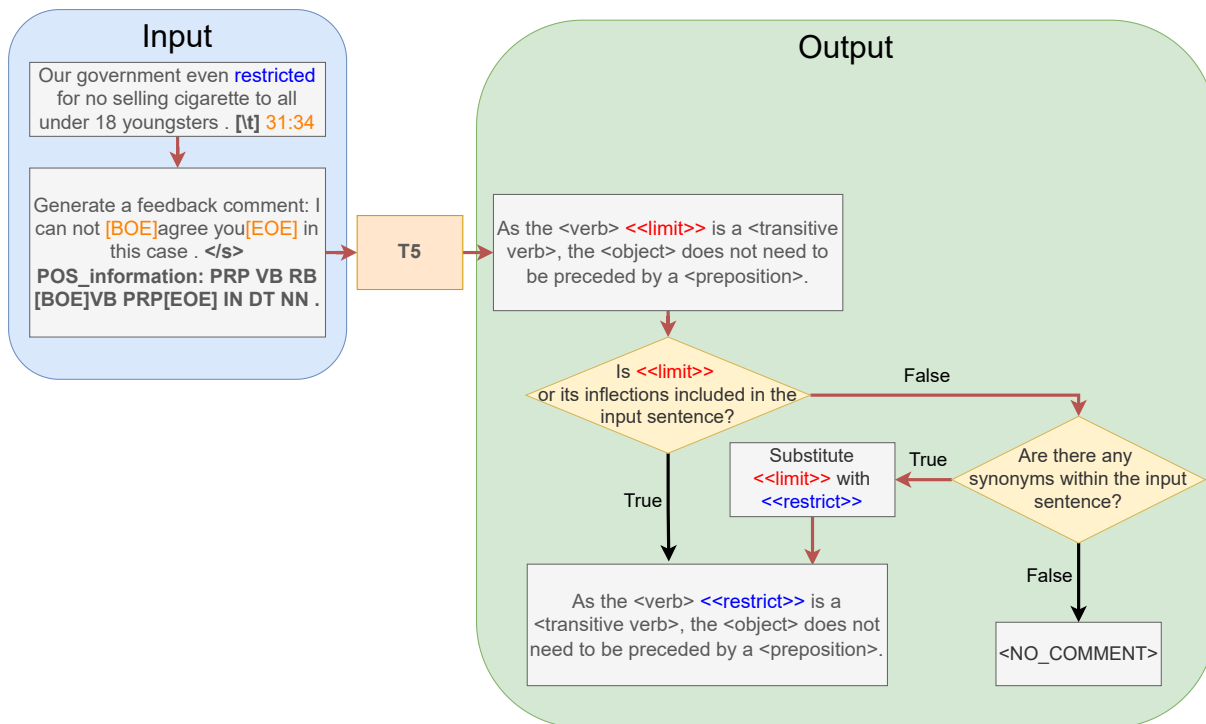 Input
Our government even restricted
for no selling cigarette to all
under 18 youngsters . [\t] 31:34
Generate a feedback comment: I
can not [BOE]agree you[EOE] in
this case . </s>
POS_information: PRP VB RB
[BOE]VB PRP[EOE] IN DT NN .
T5
Output
As the <verb> <<limit>> is a <transitive
verb>, the <object> does not need to
be preceded by a <preposition>.
Is <<limit>>
or its inflections included in the
input sentence?
False
Are there any
synonyms within the input
sentence?
True
Substitute
<<limit>> with
<<restrict>>
True
False
As the <verb> <<restrict>> is a
<transitive verb>, the <object> does not
need to be preceded by a <preposition>.
<NO_COMMENT>